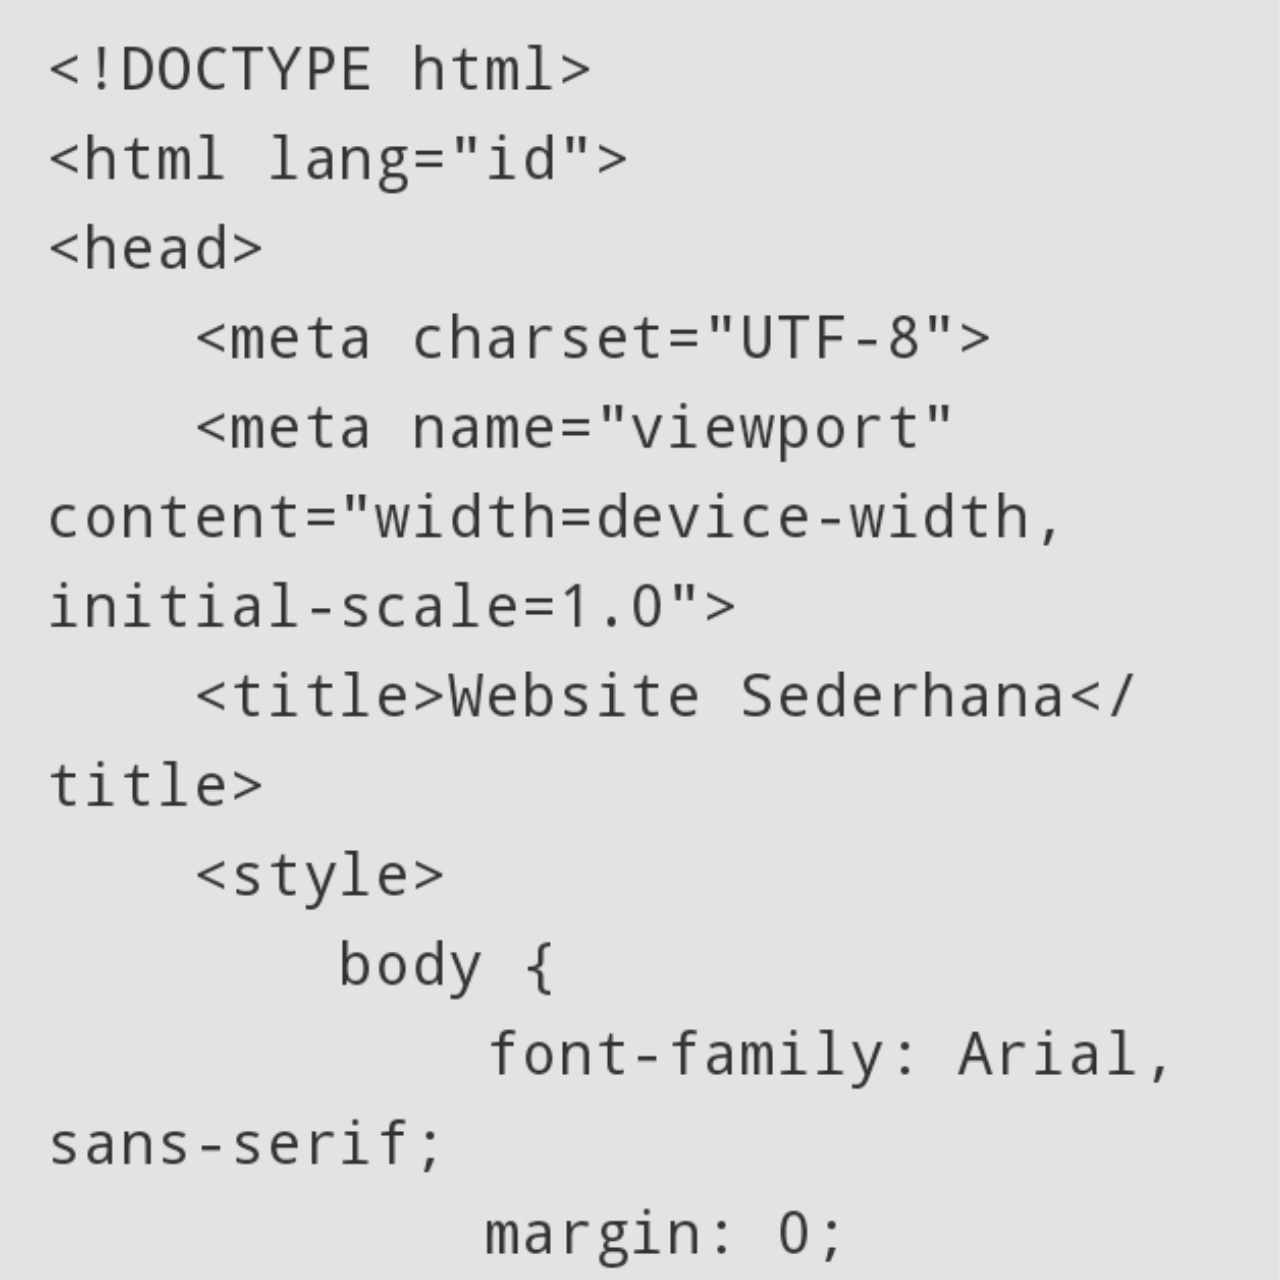 <!DOCTYPE html>
<html lang="id">
<head>
    <meta charset="UTF-8">
    <meta name="viewport"
content="width=device-width,
initial-scale=1.0">
    <title>Website Sederhana</
title>
    <style>
        body {
            font-family: Arial,
sans-serif;
            margin: 0;